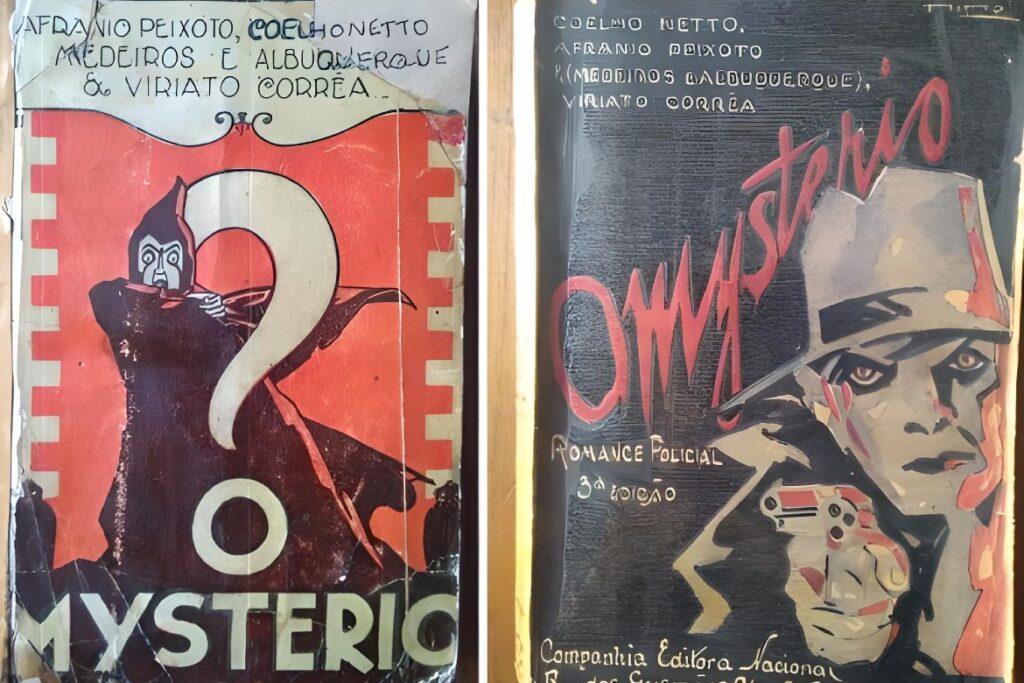 AFRANIO PEIXOTO, COELHO NETTO
MEDEIROS E ALBUQUERQUE
& VIRIATO CORRÊA
?
O
MYSTERIO
COELHO NETTO,
AFRANIO PEIXOTO
(MEDEIROS E ALBUQUERQUE),
VIRIATO CORRÊA
O Mysterio
ROMANCE POLICIAL
3ª EDIÇÃO
Companhia Editora Nacional